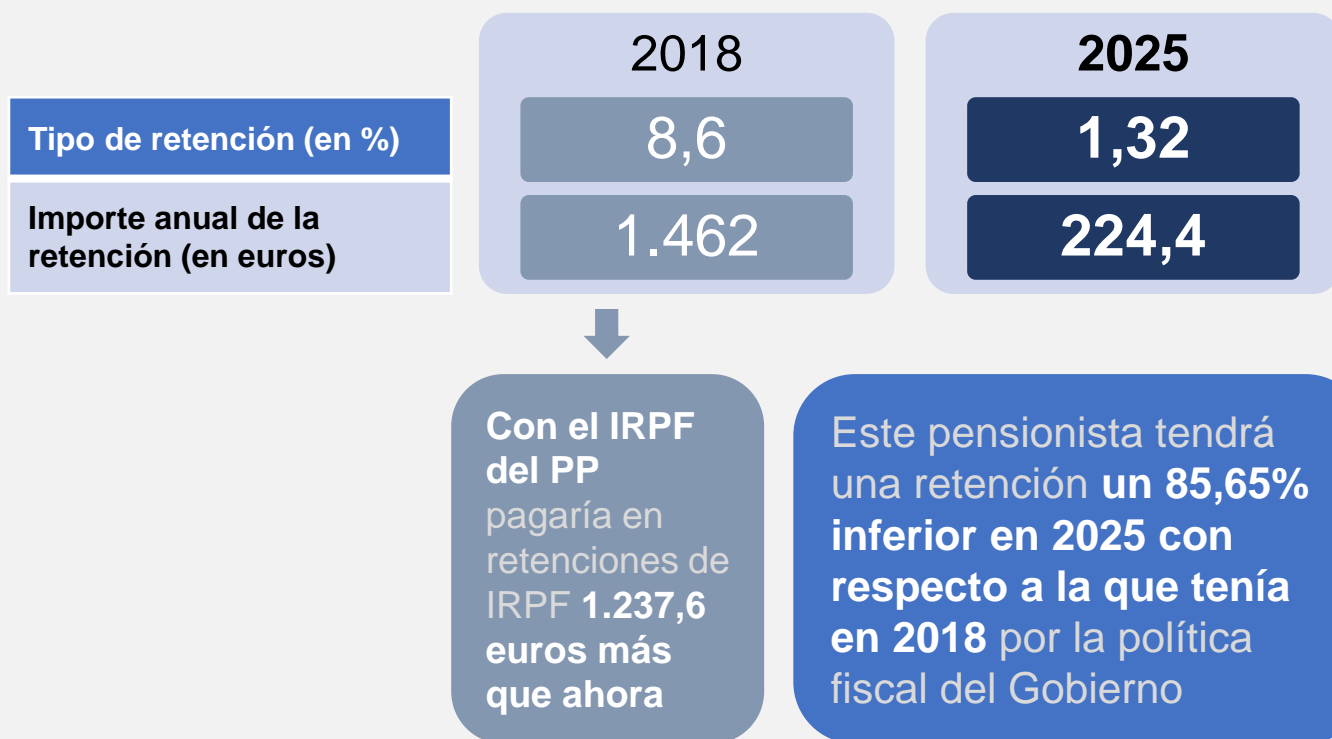 2018
2025
Tipo de retención (en %)
8,6
1,32
Importe anual de la
retención (en euros)
1.462
224,4
Con el IRPF
del PP
pagaría en
retenciones de
IRPF 1.237,6
euros más
que ahora
Este pensionista tendrá
una retención un 85,65%
inferior en 2025 con
respecto a la que tenía
en 2018 por la política
fiscal del Gobierno